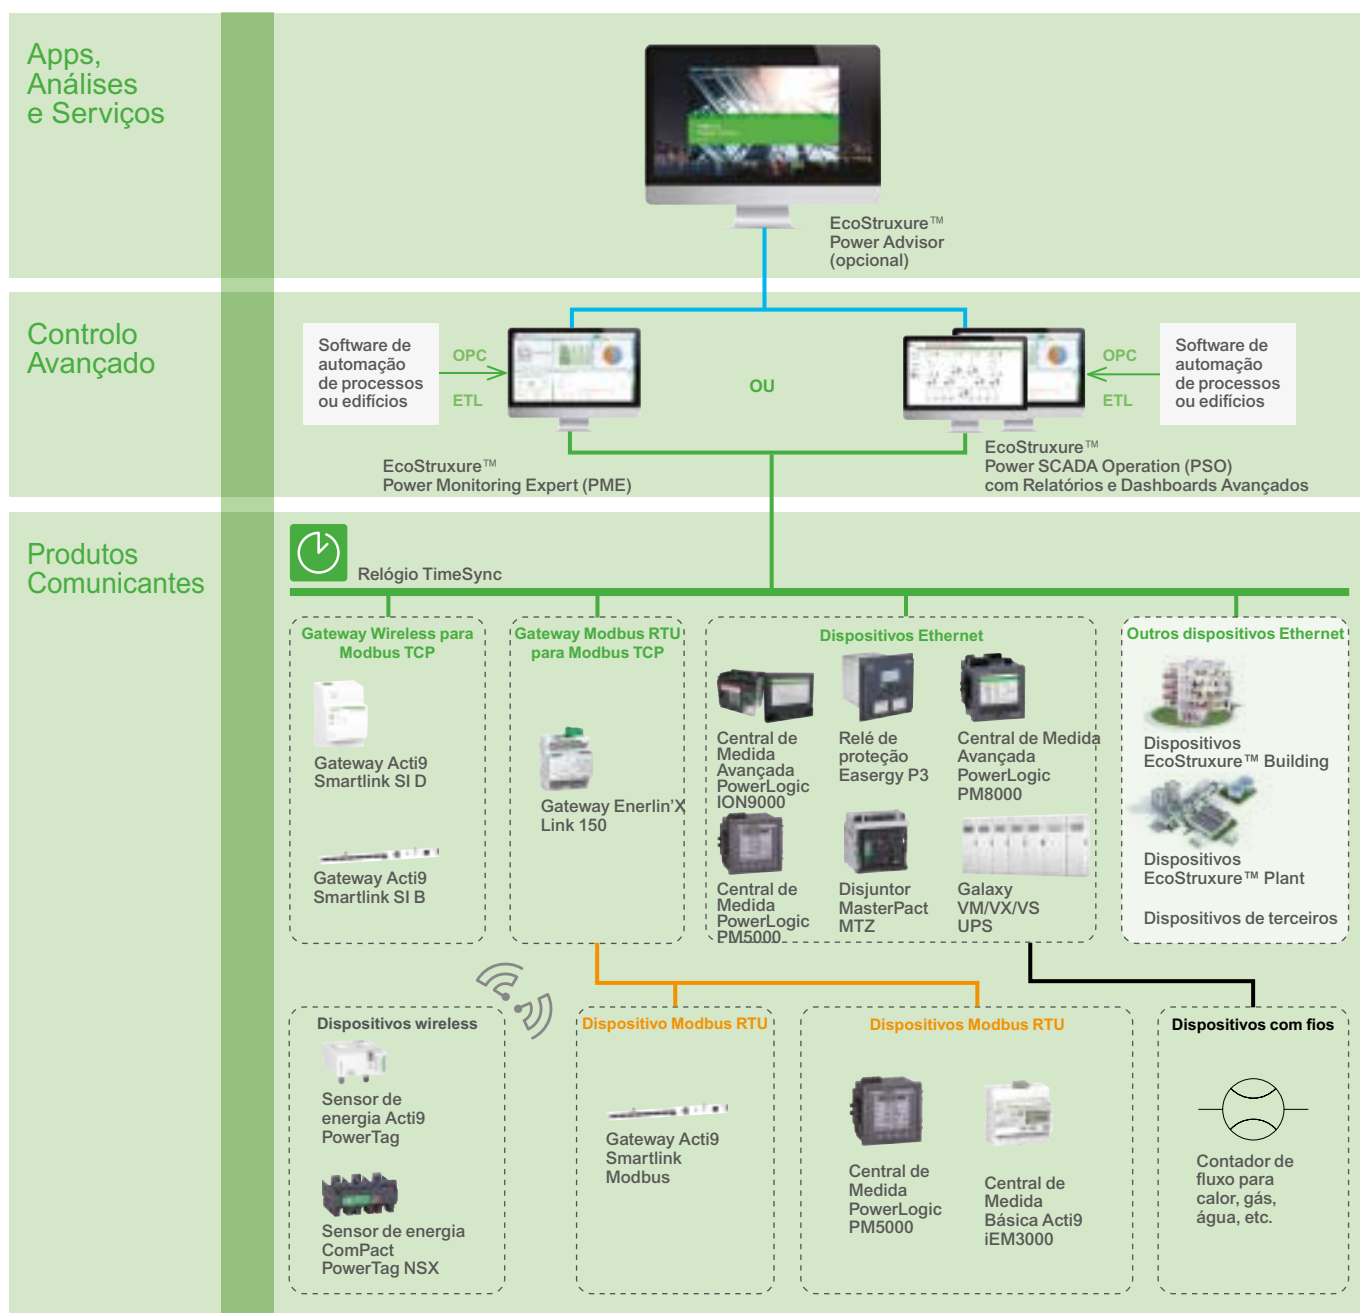 Apps,
Análises
e Serviços
EcoStruxure™
Power Advisor
(opcional)
Controlo
Avançado
Software de
automação
de processos
ou edifícios
OPC
ETL
OU
OPC
ETL
Software de
automação
de processos
ou edifícios
EcoStruxure™
Power Monitoring Expert (PME)
EcoStruxure™
Power SCADA Operation (PSO)
com Relatórios e Dashboards Avançados
Produtos
Comunicantes
Relógio TimeSync
Gateway Wireless para
Modbus TCP
Gateway Acti9
Smartlink SI D
Gateway Acti9
Smartlink SI B
Gateway Modbus RTU
para Modbus TCP
Gateway Enerlin'X
Link 150
Dispositivos Ethernet
Central de
Medida
Avançada
PowerLogic
ION9000
Relé de
proteção
Easergy P3
Central de Medida
Avançada
PowerLogic
PM8000
Central de
Medida
PowerLogic
PM5000
Disjuntor
MasterPact
MTZ
Galaxy
VM/VX/VS
UPS
Outros dispositivos Ethernet
Dispositivos
EcoStruxure™ Building
Dispositivos
EcoStruxure™ Plant
Dispositivos de terceiros
Dispositivos wireless
Sensor de
energia Acti9
PowerTag
Sensor de energia
ComPact
PowerTag NSX
Dispositivo Modbus RTU
Gateway Acti9
Smartlink
Modbus
Dispositivos Modbus RTU
Central de
Medida
PowerLogic
PM5000
Central de
Medida
Básica Acti9
iEM3000
Dispositivos com fios
Contador de
fluxo para
calor, gás,
água, etc.